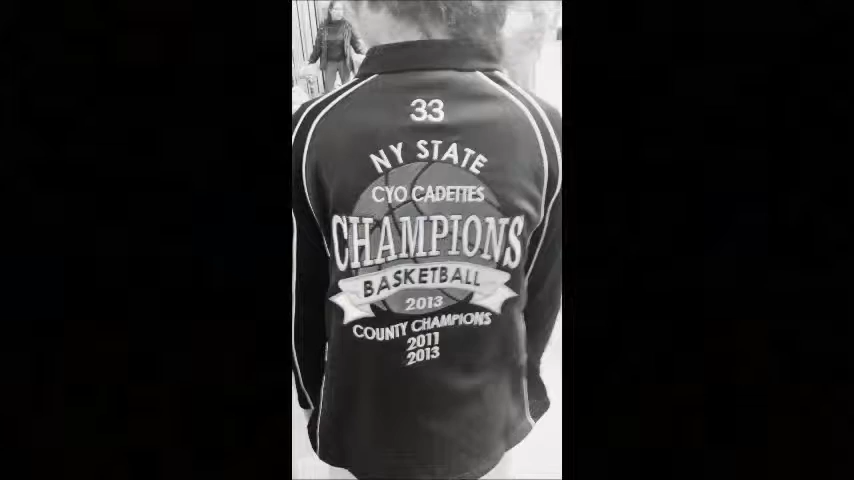 33
NY STATE
CYO CADETTES
CHAMPIONS
BASKETBALL
2013
COUNTY CHAMPIONS
2011
2013